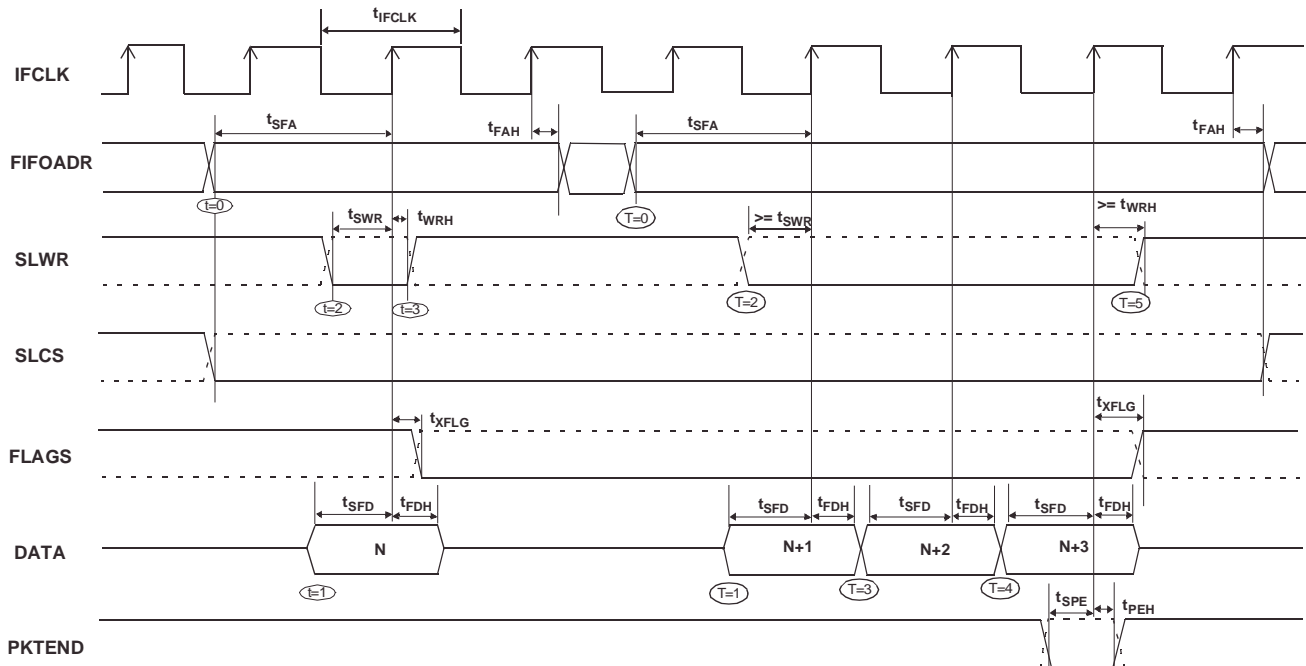 tIFCLK
IFCLK
tSFA
tFAH
tSFA
tFAH
FIFOADR
t=0
T=0
tSWR
tWRH
>= tSWR
>= tWRH
SLWR
t=2
t=3
T=2
T=5
SLCS
tXFLG
tXFLG
FLAGS
tSFD
tFDH
tSFD
tFDH
tSFD
tFDH
tSFD
tFDH
DATA
N
N+1
N+2
N+3
t=1
T=1
T=3
T=4
tSPE
tPEH
PKTEND